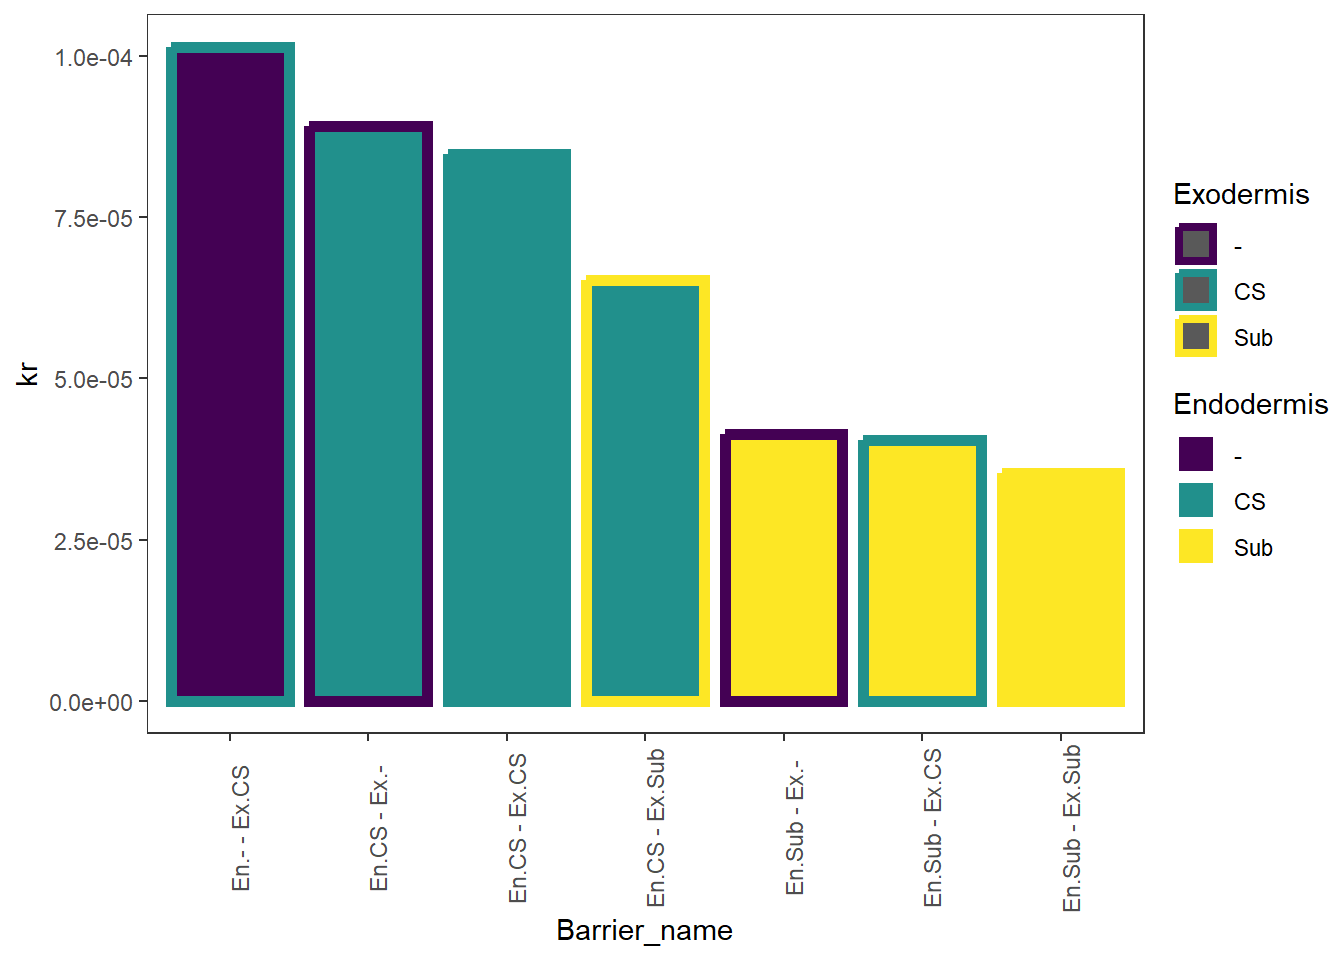 1.0e-04
7.5e-05
5.0e-05
2.5e-05
0.0e+00
kr
En.- - Ex.CS
En.CS - Ex.-
En.CS - Ex.CS
En.CS - Ex.Sub
En.Sub - Ex.-
En.Sub - Ex.CS
En.Sub - Ex.Sub
Barrier_name
Exodermis
-
CS
Sub
Endodermis
-
CS
Sub